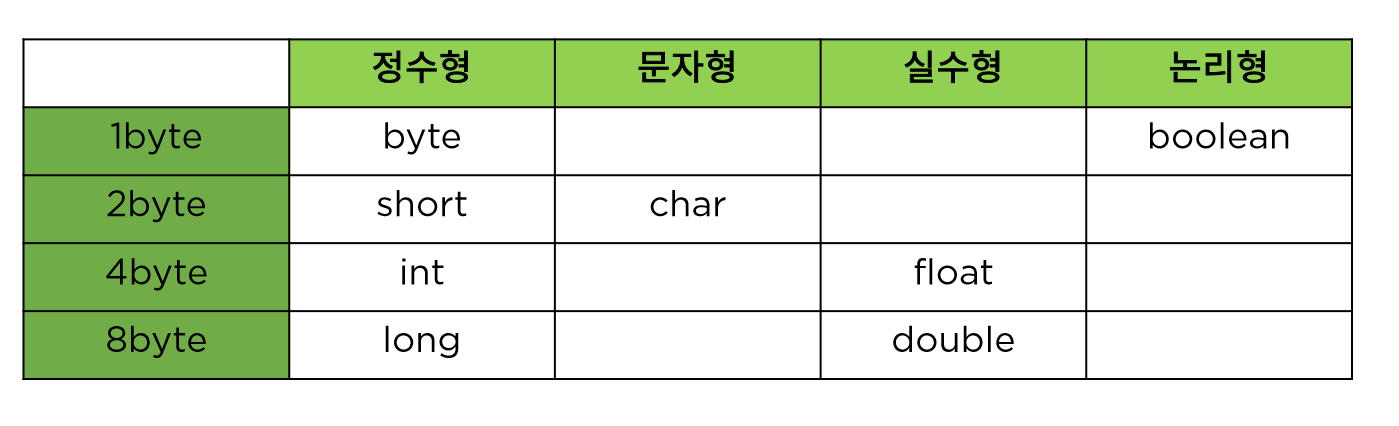 정수형 문자형 실수형 논리형
1byte byte boolean
2byte short char
4byte int float
8byte long double